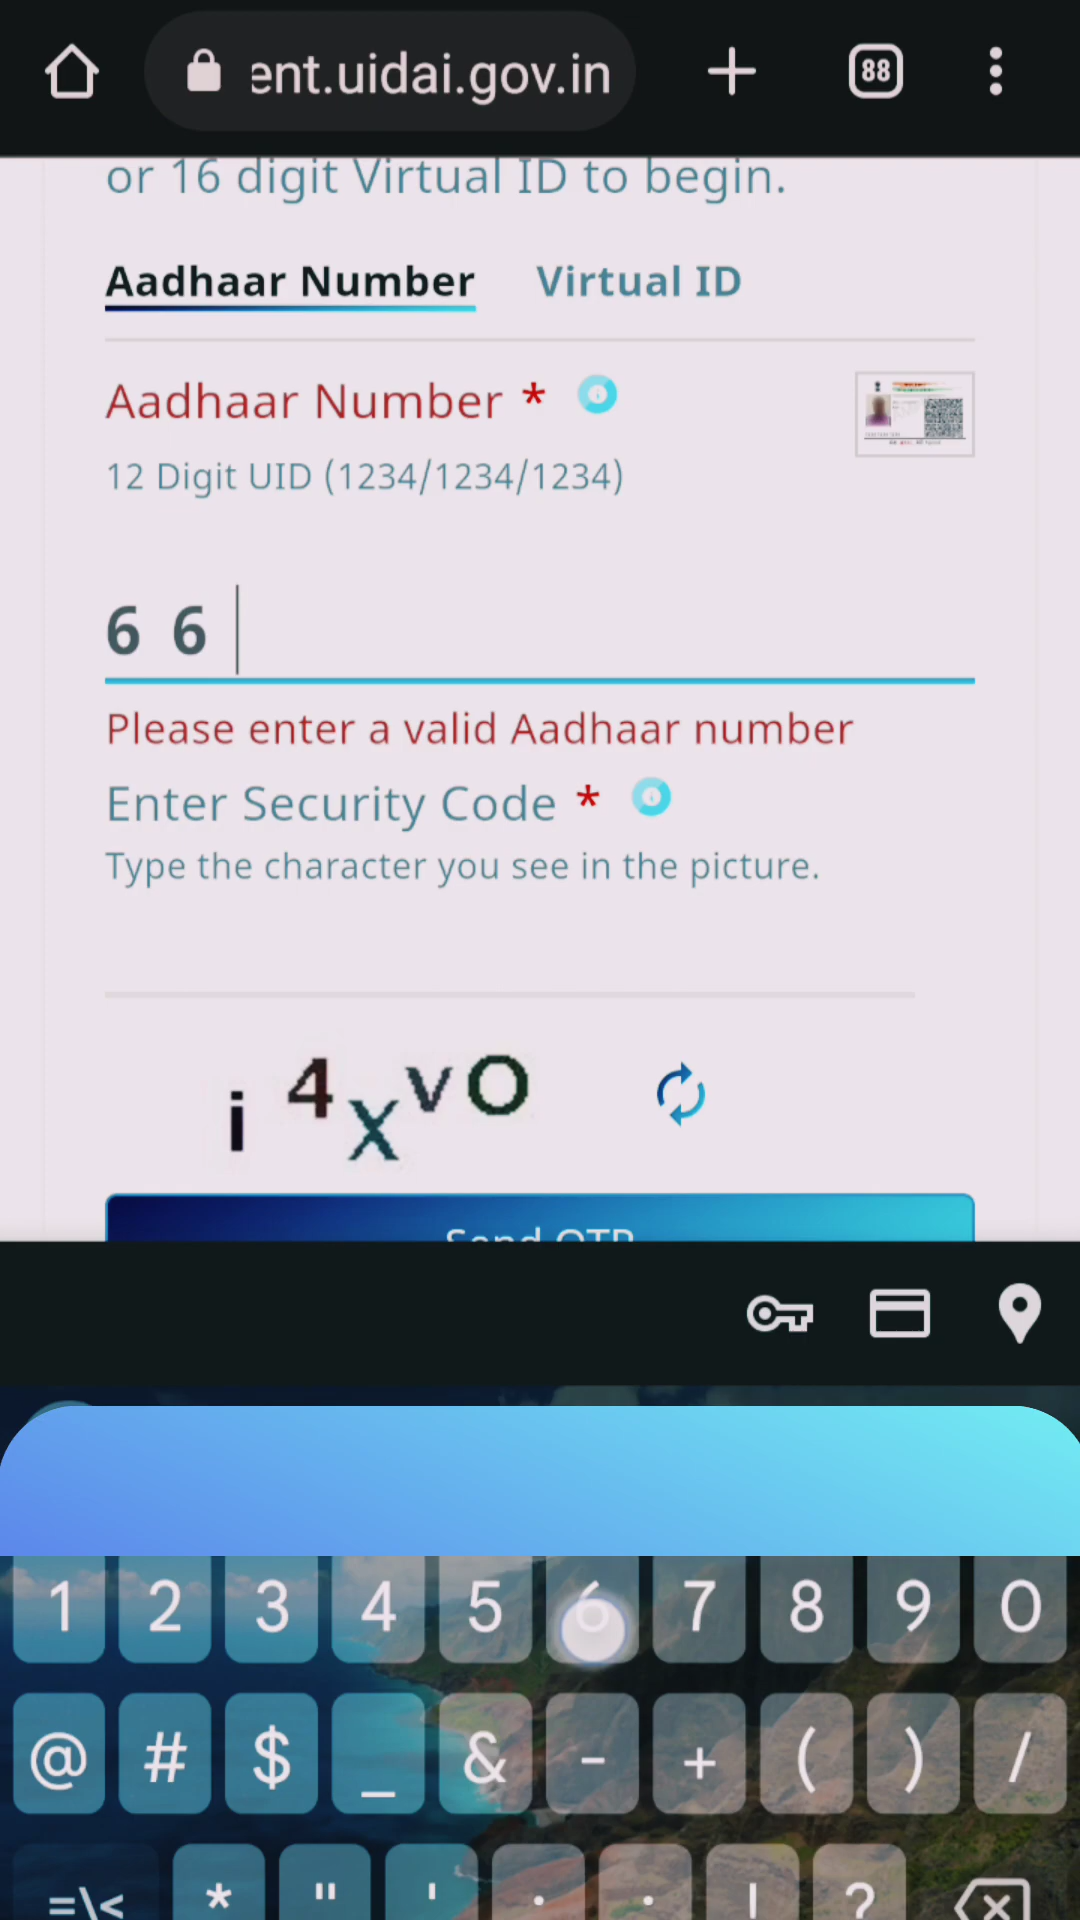 ent.uidai.gov.in
88
or 16 digit Virtual ID to begin.
Aadhaar Number Virtual ID
Aadhaar Number *
12 Digit UID (1234/1234/1234)
6 6
Please enter a valid Aadhaar number
Enter Security Code *
Type the character you see in the picture.
i 4 x v O
Send OTP
1 2 3 4 5 6 7 8 9 0
@ # $ _ & - + ( ) /
=\< * " ' : ; ! ?